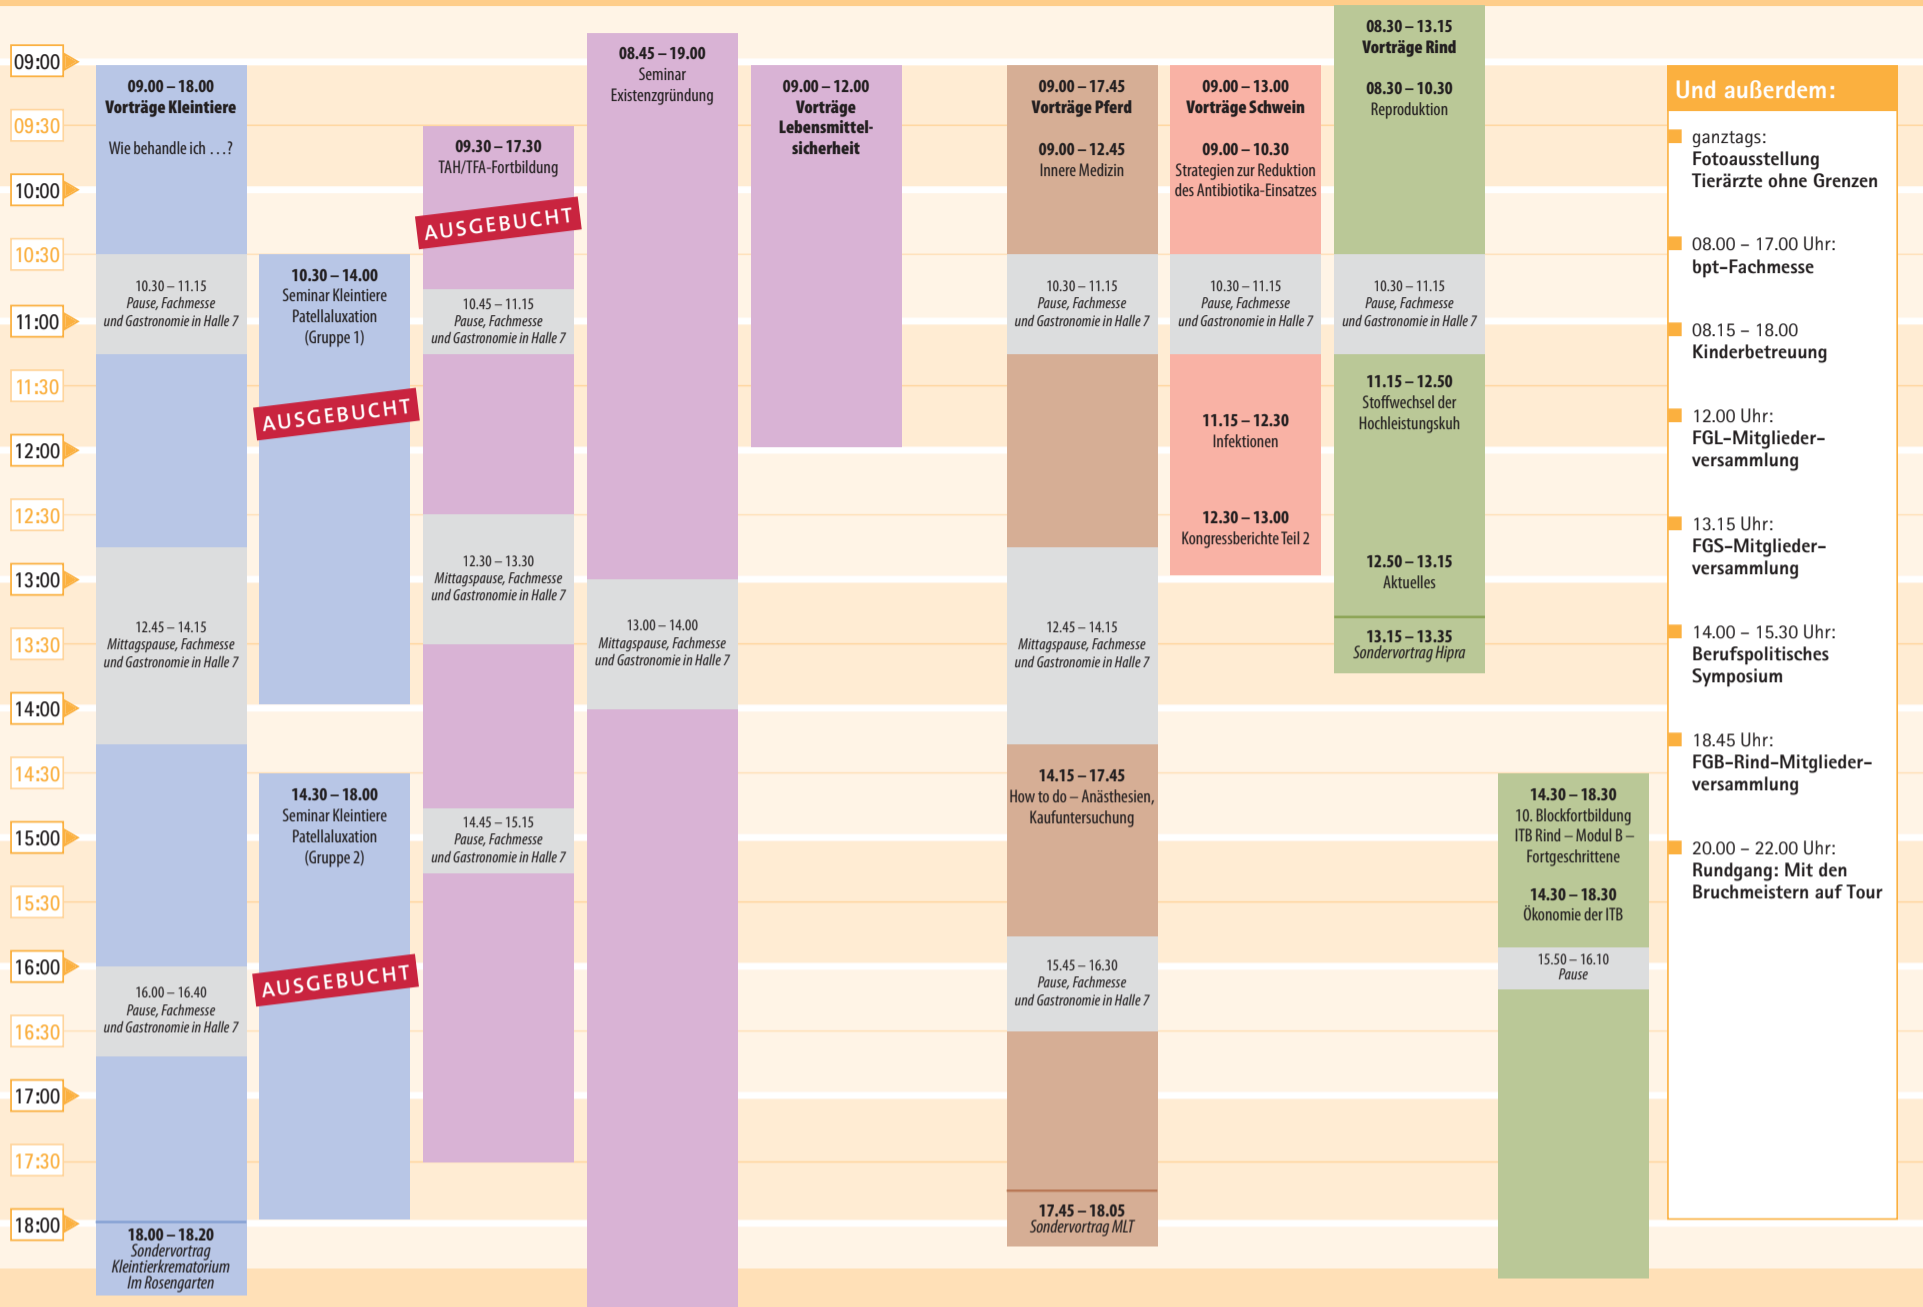 09:00
09:30
10:00
10:30
11:00
11:30
12:00
12:30
13:00
13:30
14:00
14:30
15:00
15:30
16:00
16:30
17:00
17:30
18:00
09.00 – 18.00
Vorträge Kleintiere
Wie behandle ich …?
10.30 – 11.15
Pause, Fachmesse
und Gastronomie in Halle 7
12.45 – 14.15
Mittagspause, Fachmesse
und Gastronomie in Halle 7
16.00 – 16.40
Pause, Fachmesse
und Gastronomie in Halle 7
18.00 – 18.20
Sondervortrag
Kleintierkrematorium
Im Rosengarten
10.30 – 14.00
Seminar Kleintiere
Patellaluxation
(Gruppe 1)
AUSGEBUCHT
14.30 – 18.00
Seminar Kleintiere
Patellaluxation
(Gruppe 2)
AUSGEBUCHT
09.30 – 17.30
TAH/TFA-Fortbildung
AUSGEBUCHT
10.45 – 11.15
Pause, Fachmesse
und Gastronomie in Halle 7
12.30 – 13.30
Mittagspause, Fachmesse
und Gastronomie in Halle 7
14.45 – 15.15
Pause, Fachmesse
und Gastronomie in Halle 7
08.45 – 19.00
Seminar
Existenzgründung
13.00 – 14.00
Mittagspause, Fachmesse
und Gastronomie in Halle 7
09.00 – 12.00
Vorträge
Lebensmittel-
sicherheit
09.00 – 17.45
Vorträge Pferd
09.00 – 12.45
Innere Medizin
10.30 – 11.15
Pause, Fachmesse
und Gastronomie in Halle 7
12.45 – 14.15
Mittagspause, Fachmesse
und Gastronomie in Halle 7
14.15 – 17.45
How to do – Anästhesien,
Kaufuntersuchung
15.45 – 16.30
Pause, Fachmesse
und Gastronomie in Halle 7
17.45 – 18.05
Sondervortrag MLT
09.00 – 13.00
Vorträge Schwein
09.00 – 10.30
Strategien zur Reduktion
des Antibiotika-Einsatzes
10.30 – 11.15
Pause, Fachmesse
und Gastronomie in Halle 7
11.15 – 12.30
Infektionen
12.30 – 13.00
Kongressberichte Teil 2
08.30 – 13.15
Vorträge Rind
08.30 – 10.30
Reproduktion
10.30 – 11.15
Pause, Fachmesse
und Gastronomie in Halle 7
11.15 – 12.50
Stoffwechsel der
Hochleistungskuh
12.50 – 13.15
Aktuelles
13.15 – 13.35
Sondervortrag Hipra
14.30 – 18.30
10. Blockfortbildung
ITB Rind – Modul B –
Fortgeschrittene
14.30 – 18.30
Ökonomie der ITB
15.50 – 16.10
Pause
Und außerdem:
ganztags:
Fotoausstellung
Tierärzte ohne Grenzen
08.00 – 17.00 Uhr:
bpt-Fachmesse
08.15 – 18.00
Kinderbetreuung
12.00 Uhr:
FGL-Mitglieder-
versammlung
13.15 Uhr:
FGS-Mitglieder-
versammlung
14.00 – 15.30 Uhr:
Berufspolitisches
Symposium
18.45 Uhr:
FGB-Rind-Mitglieder-
versammlung
20.00 – 22.00 Uhr:
Rundgang: Mit den
Bruchmeistern auf Tour